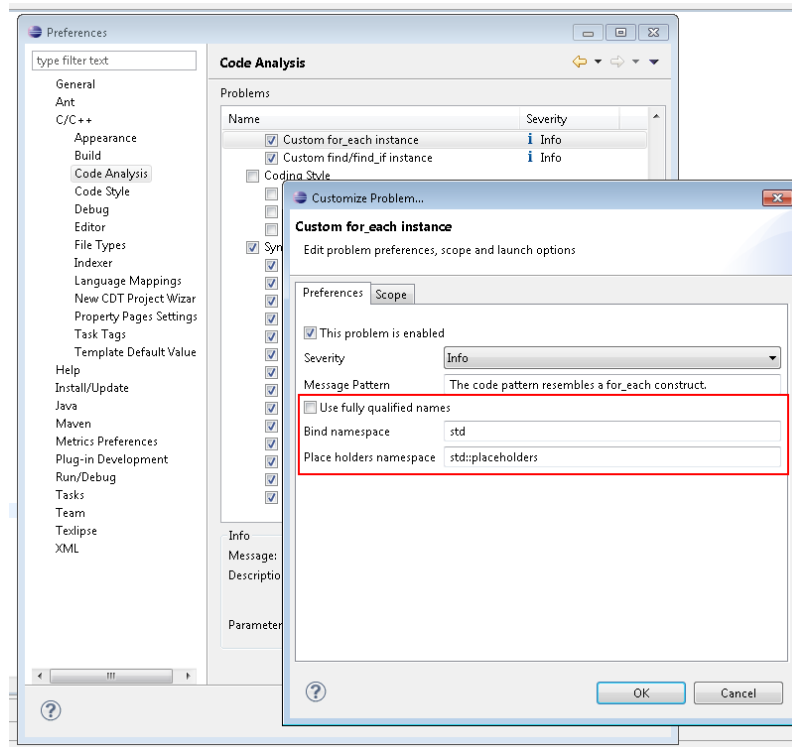 Preferences
type filter text
General
Ant
C/C++
Appearance
Build
Code Analysis
Code Style
Debug
Editor
File Types
Indexer
Language Mappings
New CDT Project Wizar
Property Pages Settings
Task Tags
Template Default Value
Help
Install/Update
Java
Maven
Metrics Preferences
Plug-in Development
Run/Debug
Tasks
Team
Texlipse
XML
Code Analysis
Problems
Name Severity
Custom for_each instance i Info
Custom find/find_if instance i Info
Coding Style
Syn
Info
Message:
Descriptio
Parameter
Customize Problem...
Custom for_each instance
Edit problem preferences, scope and launch options
Preferences Scope
This problem is enabled
Severity Info
Message Pattern The code pattern resembles a for_each construct.
Use fully qualified names
Bind namespace std
Place holders namespace std::placeholders
? OK Cancel
?